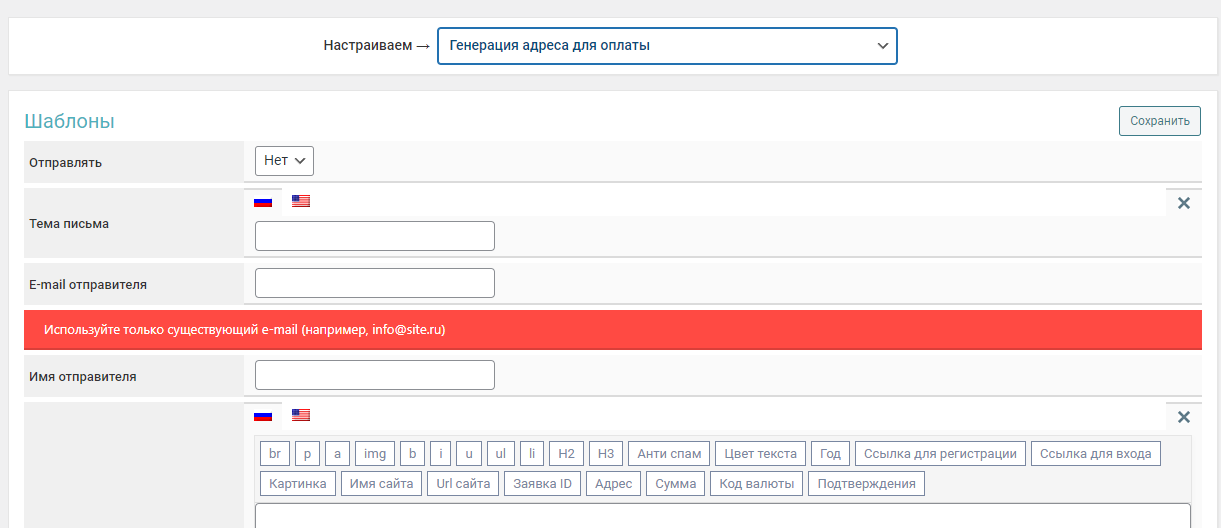 Настраиваем → Генерация адреса для оплаты
Шаблоны
Сохранить
Отправлять
Нет
Тема письма
E-mail отправителя
Используйте только существующий e-mail (например, info@site.ru)
Имя отправителя
br p a img b i u ul li H2 H3 Анти спам Цвет текста Год Ссылка для регистрации Ссылка для входа
Картинка Имя сайта Url сайта Заявка ID Адрес Сумма Код валюты Подтверждения